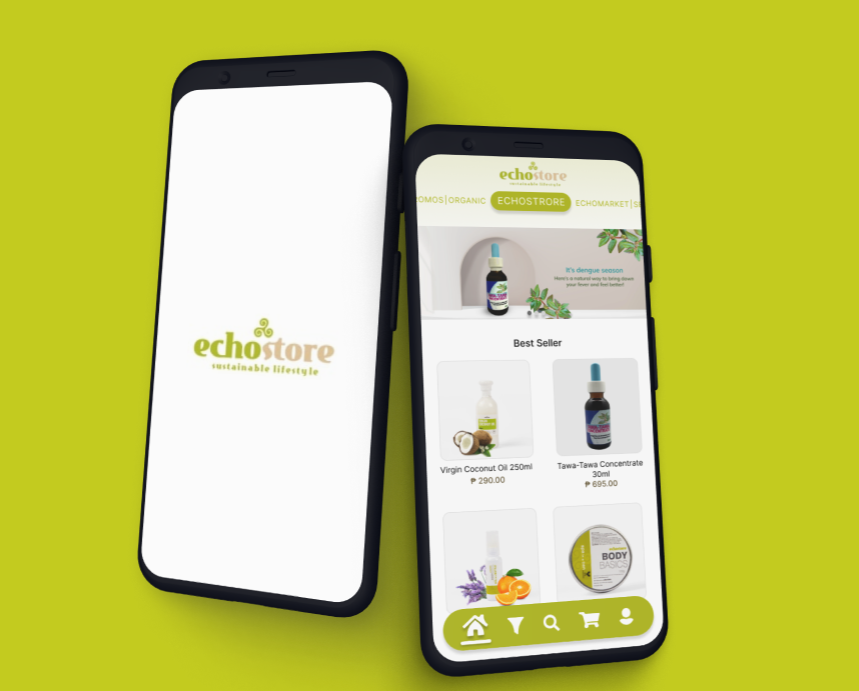 echostore
sustainable lifestyle
echostore
sustainable lifestyle
OMOS|ORGANIC ECHOSTRORE ECHOMARKET|S
It's dengue season
Here's a natural way to bring down
your fever and feel better!
Best Seller
Virgin Coconut Oil 250ml
₱ 290.00
Tawa-Tawa Concentrate
30ml
₱ 695.00
BODY
BASICS